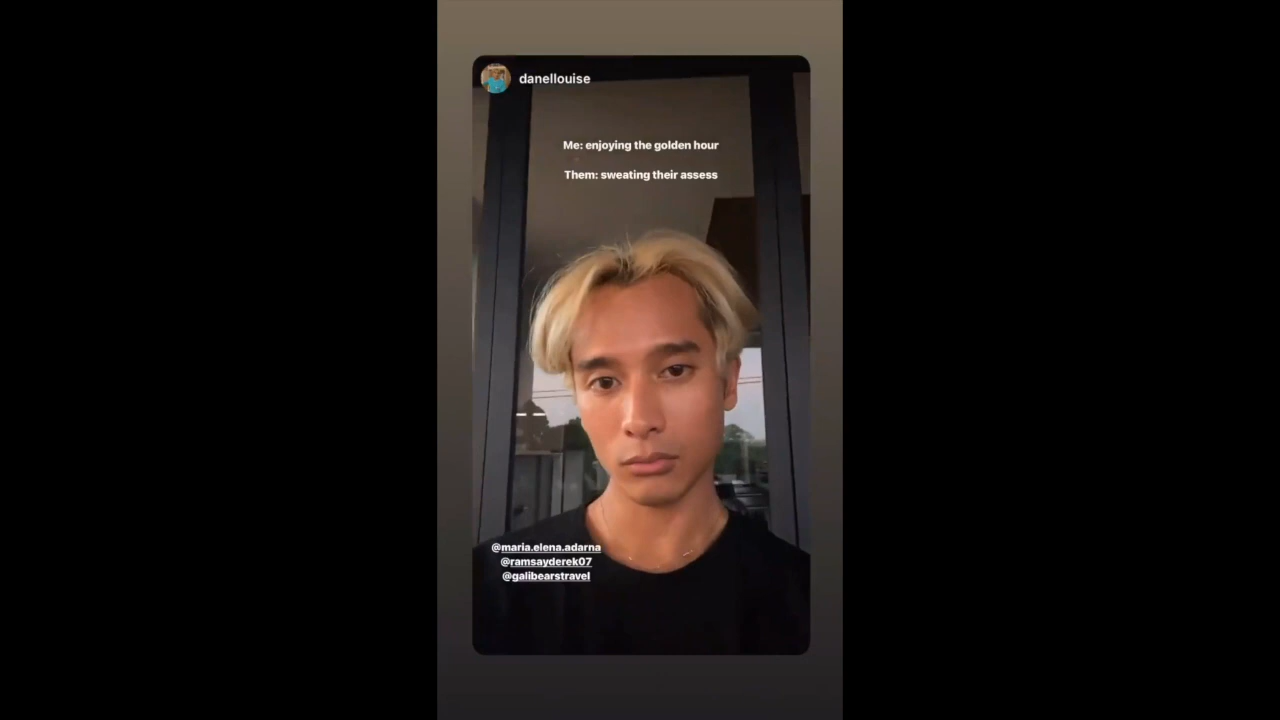 danellouise
Me: enjoying the golden hour
Them: sweating their assess
@maria.elena.adarna
@ramsayderek07
@galibearstravel